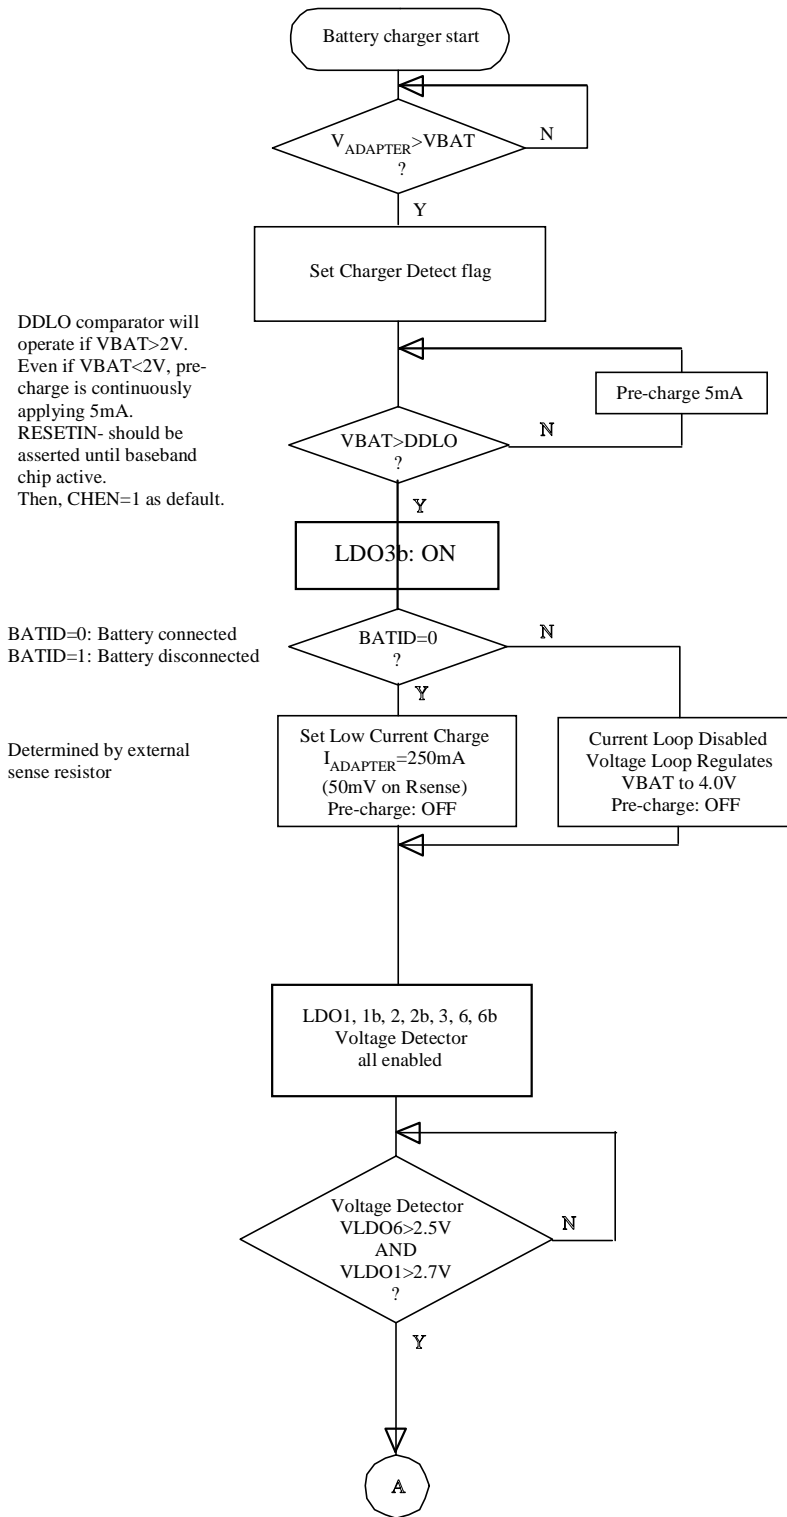 Battery charger start
V_ADAPTER>VBAT
?
N
Y
Set Charger Detect flag
DDLO comparator will
operate if VBAT>2V.
Even if VBAT<2V, pre-
charge is continuously
applying 5mA.
RESETIN- should be
asserted until baseband
chip active.
Then, CHEN=1 as default.
Pre-charge 5mA
VBAT>DDLO
?
N
Y
LDO3b: ON
BATID=0: Battery connected
BATID=1: Battery disconnected
BATID=0
?
N
Y
Determined by external
sense resistor
Set Low Current Charge
I_ADAPTER=250mA
(50mV on Rsense)
Pre-charge: OFF
Current Loop Disabled
Voltage Loop Regulates
VBAT to 4.0V
Pre-charge: OFF
LDO1, 1b, 2, 2b, 3, 6, 6b
Voltage Detector
all enabled
Voltage Detector
VLDO6>2.5V
AND
VLDO1>2.7V
?
N
Y
A